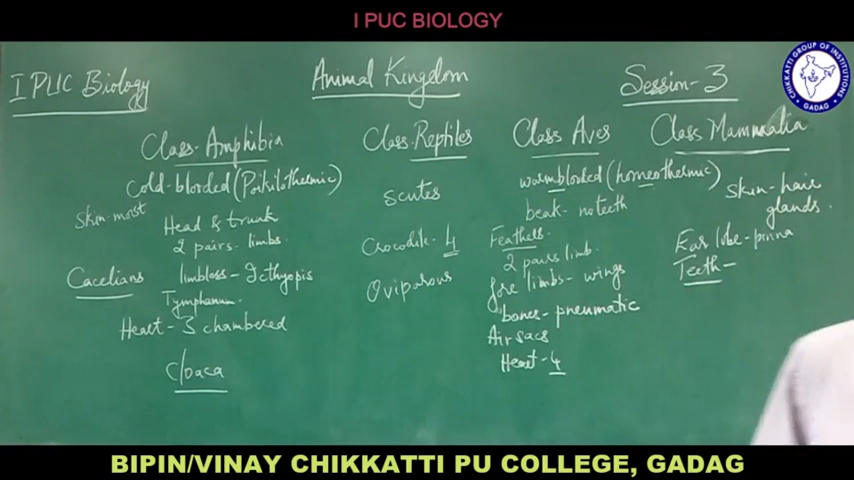 I PUC BIOLOGY
I PUC Biology
Animal Kingdom
Session-3
CHIKKATTI GROUP OF INSTITUTIONS
GADAG
Class Amphibia
Cold-blorded (Poikilothermic)
Skin-moist
Head & trunk
2 pairs-limbs.
Cacelians
limbless-Icthyopis
Tymphanum.
Heart-3 chambered
Cloaca
Class Reptiles
Scutes
Crocodile-4
Oviparous
Class Aves
warmblorded (homeothermic)
beak-no teeth
Feathers.
2 pairs limb.
fore limbs-wings
bones-pneumatic
Air sacs
Heart-4
Class Mammalia
Skin-hair
glands.
Ear lobe-pinna
Teeth-
BIPIN/VINAY CHIKKATTI PU COLLEGE, GADAG